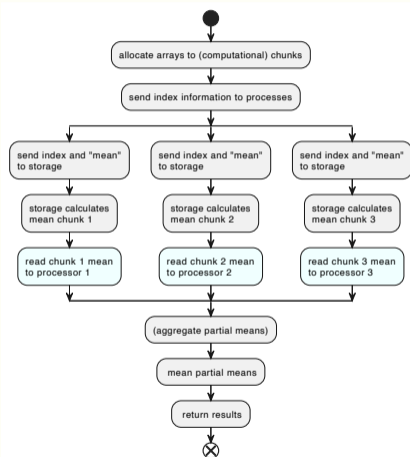 allocate arrays to (computational) chunks
send index information to processes
send index and "mean"
to storage
send index and "mean"
to storage
send index and "mean"
to storage
storage calculates
mean chunk 1
storage calculates
mean chunk 2
storage calculates
mean chunk 3
read chunk 1 mean
to processor 1
read chunk 2 mean
to processor 2
read chunk 3 mean
to processor 3
(aggregate partial means)
mean partial means
return results